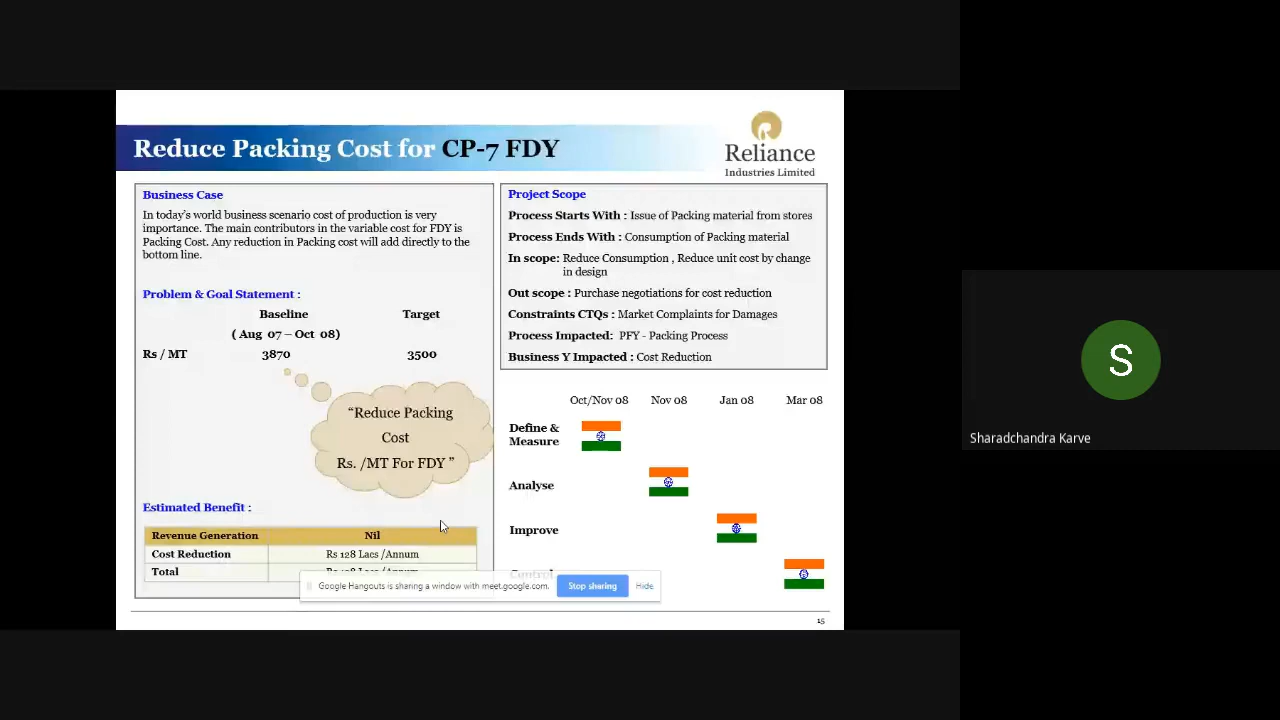 Reduce Packing Cost for CP-7 FDY
Reliance
Industries Limited
Business Case
In today's world business scenario cost of production is very
importance. The main contributors in the variable cost for FDY is
Packing Cost. Any reduction in Packing cost will add directly to the
bottom line.
Problem & Goal Statement :
Baseline Target
( Aug 07 – Oct 08)
Rs / MT 3870 3500
“Reduce Packing
Cost
Rs. /MT For FDY ”
Estimated Benefit :
Revenue Generation Nil
Cost Reduction Rs 128 Lacs /Annum
Total Rs 128 Lacs /Annum
Project Scope
Process Starts With : Issue of Packing material from stores
Process Ends With : Consumption of Packing material
In scope: Reduce Consumption , Reduce unit cost by change
in design
Out scope : Purchase negotiations for cost reduction
Constraints CTQs : Market Complaints for Damages
Process Impacted: PFY - Packing Process
Business Y Impacted : Cost Reduction
Oct/Nov 08 Nov 08 Jan 08 Mar 08
Define &
Measure
Analyse
Improve
Control
Google Hangouts is sharing a window with meet.google.com. Stop sharing Hide
15
S
Sharadchandra Karve